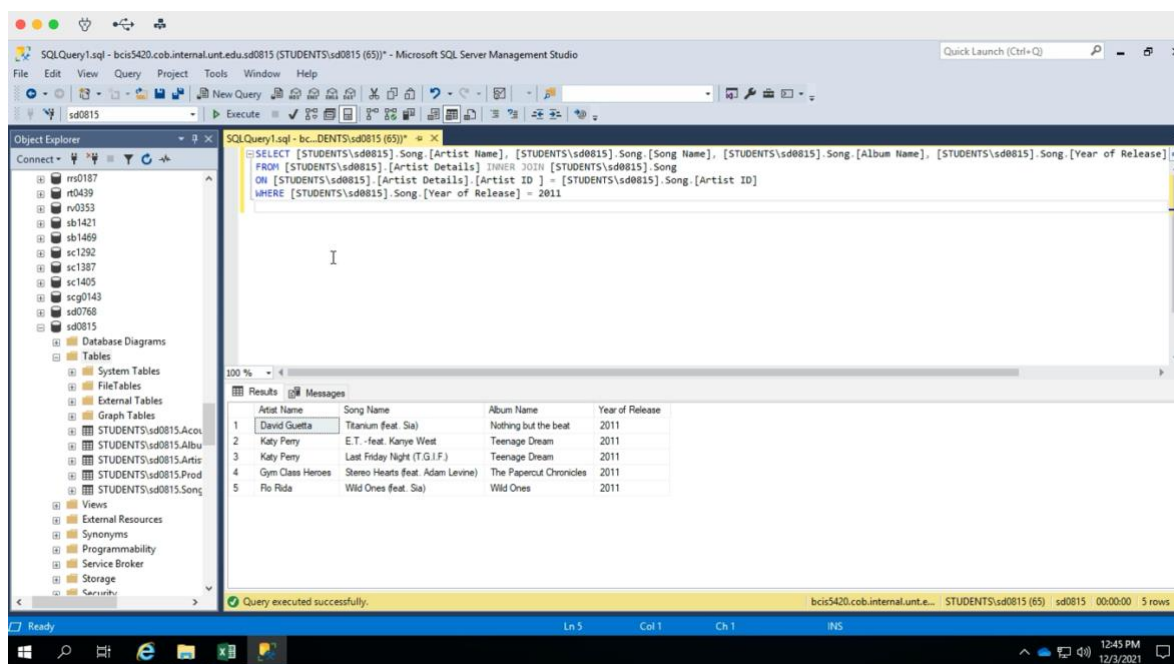 SQLQuery1.sql - bcis5420.cob.internal.unt.edu.sd0815 (STUDENTS\sd0815 (65))* - Microsoft SQL Server Management Studio
Quick Launch (Ctrl+Q)
File Edit View Query Project Tools Window Help
New Query
sd0815
Execute
Object Explorer
SQLQuery1.sql - bc...DENTS\sd0815 (65))*
Connect
SELECT [STUDENTS\sd0815].Song.[Artist Name], [STUDENTS\sd0815].Song.[Song Name], [STUDENTS\sd0815].Song.[Album Name], [STUDENTS\sd0815].Song.[Year of Release]
FROM [STUDENTS\sd0815].[Artist Details] INNER JOIN [STUDENTS\sd0815].Song
ON [STUDENTS\sd0815].[Artist Details].[Artist ID ] = [STUDENTS\sd0815].Song.[Artist ID]
WHERE [STUDENTS\sd0815].Song.[Year of Release] = 2011
rrs0187
rt0439
rv0353
sb1421
sb1469
sc1292
sc1387
sc1405
scg0143
sd0768
sd0815
Database Diagrams
Tables
System Tables
FileTables
External Tables
Graph Tables
STUDENTS\sd0815.Acou
STUDENTS\sd0815.Albu
STUDENTS\sd0815.Artis
STUDENTS\sd0815.Prod
STUDENTS\sd0815.Song
Views
External Resources
Synonyms
Programmability
Service Broker
Storage
Security
100 %
Results Messages
Artist Name Song Name Album Name Year of Release
1 David Guetta Titanium (feat. Sia) Nothing but the beat 2011
2 Katy Perry E.T. -feat. Kanye West Teenage Dream 2011
3 Katy Perry Last Friday Night (T.G.I.F.) Teenage Dream 2011
4 Gym Class Heroes Stereo Hearts (feat. Adam Levine) The Papercut Chronicles 2011
5 Flo Rida Wild Ones (feat. Sia) Wild Ones 2011
Query executed successfully.
bcis5420.cob.internal.unt.e... STUDENTS\sd0815 (65) sd0815 00:00:00 5 rows
Ready Ln 5 Col 1 Ch 1 INS
12:45 PM
12/3/2021